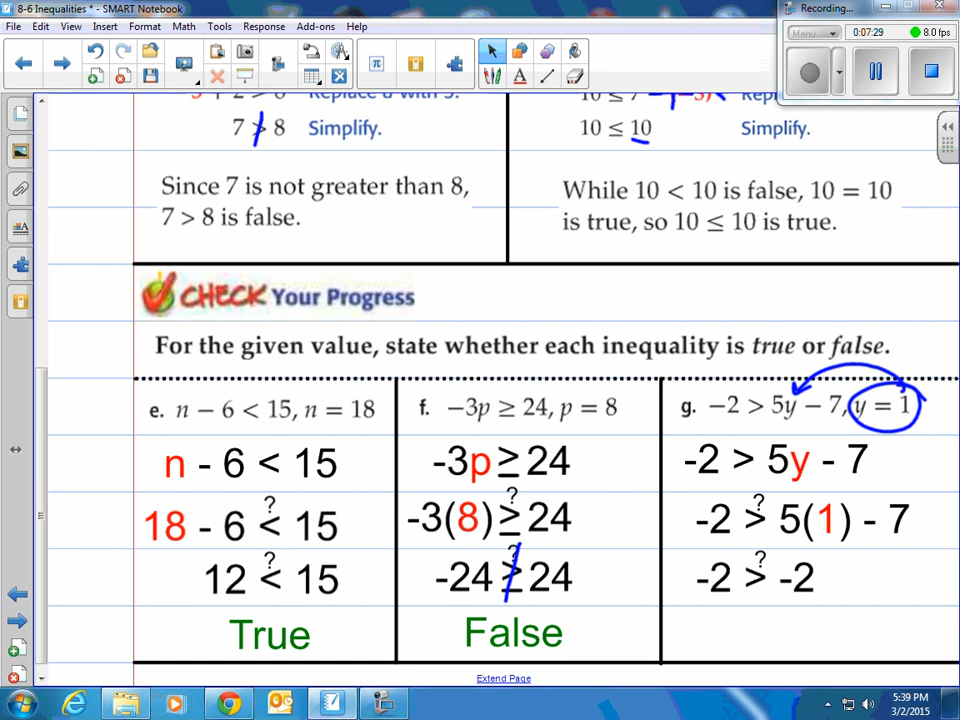 8-6 Inequalities * - SMART Notebook
Recording...
File Edit View Insert Format Math Tools Response Add-ons Help
Menu 0:07:29 8.0 fps
Replace with
10 ≤ 7
7 > 8 Simplify.
10 ≤ 10 Simplify.
Since 7 is not greater than 8,
7 > 8 is false.
While 10 < 10 is false, 10 = 10
is true, so 10 ≤ 10 is true.
CHECK Your Progress
For the given value, state whether each inequality is true or false.
e. n − 6 < 15, n = 18
n - 6 < 15
?
18 - 6 < 15
?
12 < 15
True
f. −3p ≥ 24, p = 8
-3p ≥ 24
?
-3(8) ≥ 24
?
-24 ≥ 24
False
g. −2 > 5y − 7, y = 1
-2 > 5y - 7
?
-2 > 5(1) - 7
?
-2 > -2
Extend Page
5:39 PM
3/2/2015